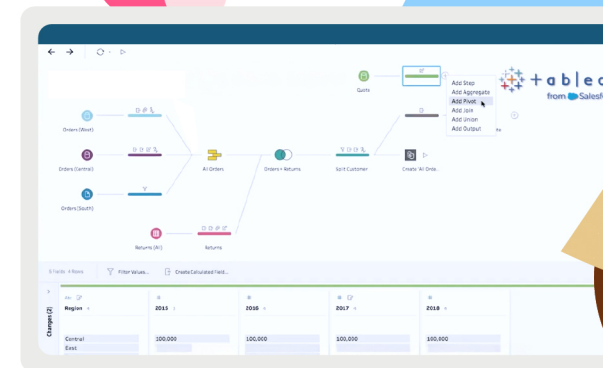 Quota
Add Step
Add Aggregate
Add Pivot
Add Join
Add Union
Add Output
from Salesf
Orders (West)
Orders (Central)
All Orders
Orders + Returns
Split Customer
Create 'All Orde...
Orders (South)
Returns (All)
Returns
Filter Values...
Create Calculated Field...
Changes (2)
Region
2015
2016
2017
2018
Central
100,000
100,000
100,000
100,000
East